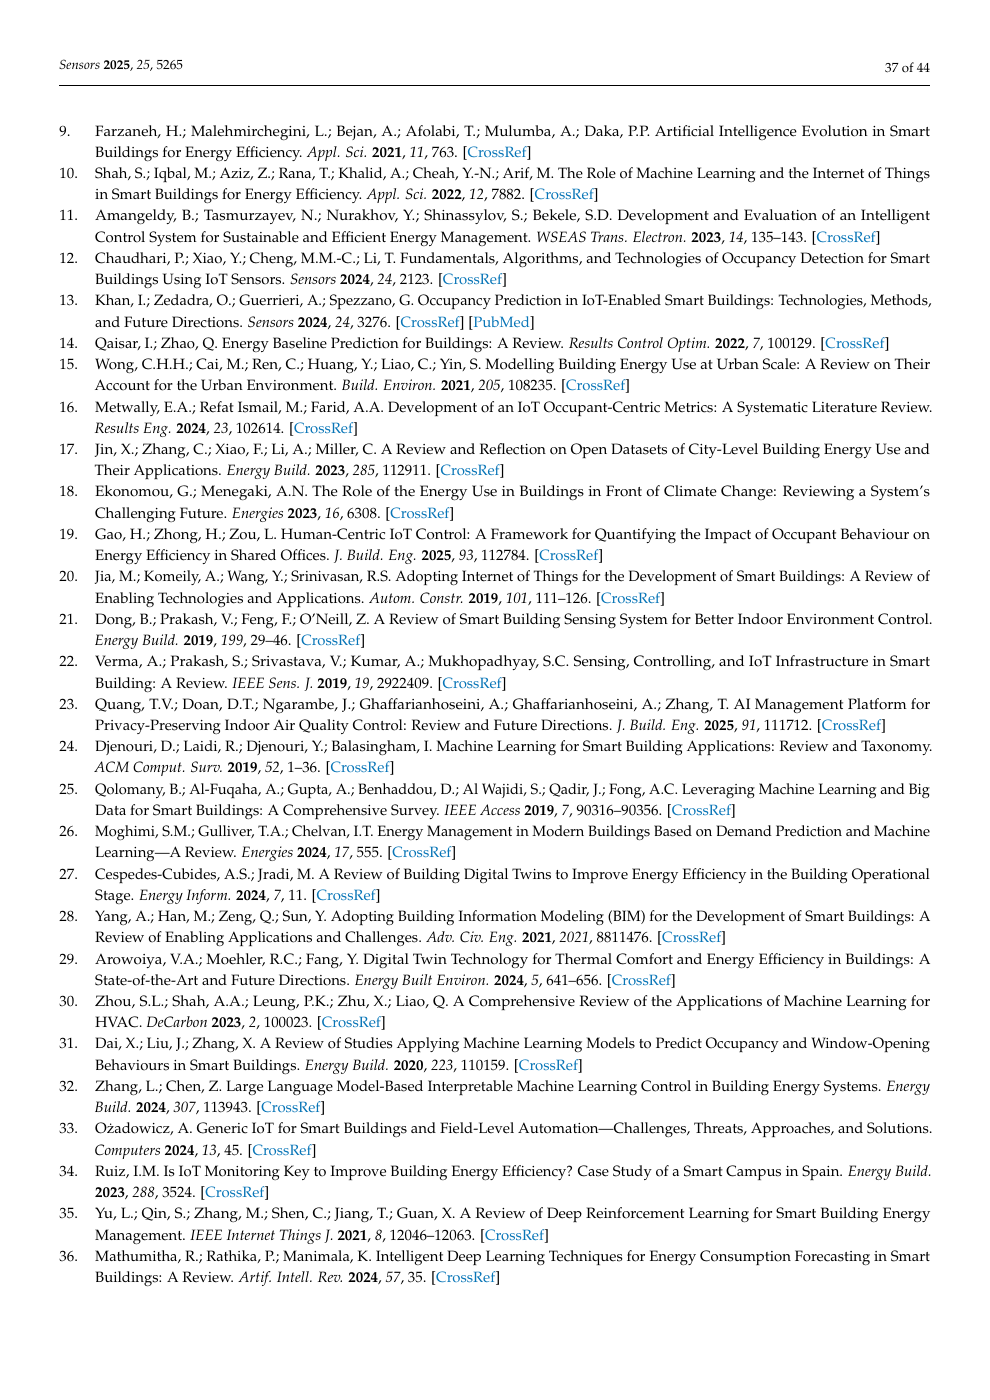 Sensors 2025, 25, 5265
37 of 44
9. Farzaneh, H.; Malehmirchegini, L.; Bejan, A.; Afolabi, T.; Mulumba, A.; Daka, P.P. Artificial Intelligence Evolution in Smart
Buildings for Energy Efficiency. Appl. Sci. 2021, 11, 763. [CrossRef]
10. Shah, S.; Iqbal, M.; Aziz, Z.; Rana, T.; Khalid, A.; Cheah, Y.-N.; Arif, M. The Role of Machine Learning and the Internet of Things
in Smart Buildings for Energy Efficiency. Appl. Sci. 2022, 12, 7882. [CrossRef]
11. Amangeldy, B.; Tasmurzayev, N.; Nurakhov, Y.; Shinassylov, S.; Bekele, S.D. Development and Evaluation of an Intelligent
Control System for Sustainable and Efficient Energy Management. WSEAS Trans. Electron. 2023, 14, 135–143. [CrossRef]
12. Chaudhari, P.; Xiao, Y.; Cheng, M.M.-C.; Li, T. Fundamentals, Algorithms, and Technologies of Occupancy Detection for Smart
Buildings Using IoT Sensors. Sensors 2024, 24, 2123. [CrossRef]
13. Khan, I.; Zedadra, O.; Guerrieri, A.; Spezzano, G. Occupancy Prediction in IoT-Enabled Smart Buildings: Technologies, Methods,
and Future Directions. Sensors 2024, 24, 3276. [CrossRef] [PubMed]
14. Qaisar, I.; Zhao, Q. Energy Baseline Prediction for Buildings: A Review. Results Control Optim. 2022, 7, 100129. [CrossRef]
15. Wong, C.H.H.; Cai, M.; Ren, C.; Huang, Y.; Liao, C.; Yin, S. Modelling Building Energy Use at Urban Scale: A Review on Their
Account for the Urban Environment. Build. Environ. 2021, 205, 108235. [CrossRef]
16. Metwally, E.A.; Refat Ismail, M.; Farid, A.A. Development of an IoT Occupant-Centric Metrics: A Systematic Literature Review.
Results Eng. 2024, 23, 102614. [CrossRef]
17. Jin, X.; Zhang, C.; Xiao, F.; Li, A.; Miller, C. A Review and Reflection on Open Datasets of City-Level Building Energy Use and
Their Applications. Energy Build. 2023, 285, 112911. [CrossRef]
18. Ekonomou, G.; Menegaki, A.N. The Role of the Energy Use in Buildings in Front of Climate Change: Reviewing a System’s
Challenging Future. Energies 2023, 16, 6308. [CrossRef]
19. Gao, H.; Zhong, H.; Zou, L. Human-Centric IoT Control: A Framework for Quantifying the Impact of Occupant Behaviour on
Energy Efficiency in Shared Offices. J. Build. Eng. 2025, 93, 112784. [CrossRef]
20. Jia, M.; Komeily, A.; Wang, Y.; Srinivasan, R.S. Adopting Internet of Things for the Development of Smart Buildings: A Review of
Enabling Technologies and Applications. Autom. Constr. 2019, 101, 111–126. [CrossRef]
21. Dong, B.; Prakash, V.; Feng, F.; O’Neill, Z. A Review of Smart Building Sensing System for Better Indoor Environment Control.
Energy Build. 2019, 199, 29–46. [CrossRef]
22. Verma, A.; Prakash, S.; Srivastava, V.; Kumar, A.; Mukhopadhyay, S.C. Sensing, Controlling, and IoT Infrastructure in Smart
Building: A Review. IEEE Sens. J. 2019, 19, 2922409. [CrossRef]
23. Quang, T.V.; Doan, D.T.; Ngarambe, J.; Ghaffarianhoseini, A.; Ghaffarianhoseini, A.; Zhang, T. AI Management Platform for
Privacy-Preserving Indoor Air Quality Control: Review and Future Directions. J. Build. Eng. 2025, 91, 111712. [CrossRef]
24. Djenouri, D.; Laidi, R.; Djenouri, Y.; Balasingham, I. Machine Learning for Smart Building Applications: Review and Taxonomy.
ACM Comput. Surv. 2019, 52, 1–36. [CrossRef]
25. Qolomany, B.; Al-Fuqaha, A.; Gupta, A.; Benhaddou, D.; Al Wajidi, S.; Qadir, J.; Fong, A.C. Leveraging Machine Learning and Big
Data for Smart Buildings: A Comprehensive Survey. IEEE Access 2019, 7, 90316–90356. [CrossRef]
26. Moghimi, S.M.; Gulliver, T.A.; Chelvan, I.T. Energy Management in Modern Buildings Based on Demand Prediction and Machine
Learning—A Review. Energies 2024, 17, 555. [CrossRef]
27. Cespedes-Cubides, A.S.; Jradi, M. A Review of Building Digital Twins to Improve Energy Efficiency in the Building Operational
Stage. Energy Inform. 2024, 7, 11. [CrossRef]
28. Yang, A.; Han, M.; Zeng, Q.; Sun, Y. Adopting Building Information Modeling (BIM) for the Development of Smart Buildings: A
Review of Enabling Applications and Challenges. Adv. Civ. Eng. 2021, 2021, 8811476. [CrossRef]
29. Arowoiya, V.A.; Moehler, R.C.; Fang, Y. Digital Twin Technology for Thermal Comfort and Energy Efficiency in Buildings: A
State-of-the-Art and Future Directions. Energy Built Environ. 2024, 5, 641–656. [CrossRef]
30. Zhou, S.L.; Shah, A.A.; Leung, P.K.; Zhu, X.; Liao, Q. A Comprehensive Review of the Applications of Machine Learning for
HVAC. DeCarbon 2023, 2, 100023. [CrossRef]
31. Dai, X.; Liu, J.; Zhang, X. A Review of Studies Applying Machine Learning Models to Predict Occupancy and Window-Opening
Behaviours in Smart Buildings. Energy Build. 2020, 223, 110159. [CrossRef]
32. Zhang, L.; Chen, Z. Large Language Model-Based Interpretable Machine Learning Control in Building Energy Systems. Energy
Build. 2024, 307, 113943. [CrossRef]
33. Ożadowicz, A. Generic IoT for Smart Buildings and Field-Level Automation—Challenges, Threats, Approaches, and Solutions.
Computers 2024, 13, 45. [CrossRef]
34. Ruiz, I.M. Is IoT Monitoring Key to Improve Building Energy Efficiency? Case Study of a Smart Campus in Spain. Energy Build.
2023, 288, 3524. [CrossRef]
35. Yu, L.; Qin, S.; Zhang, M.; Shen, C.; Jiang, T.; Guan, X. A Review of Deep Reinforcement Learning for Smart Building Energy
Management. IEEE Internet Things J. 2021, 8, 12046–12063. [CrossRef]
36. Mathumitha, R.; Rathika, P.; Manimala, K. Intelligent Deep Learning Techniques for Energy Consumption Forecasting in Smart
Buildings: A Review. Artif. Intell. Rev. 2024, 57, 35. [CrossRef]